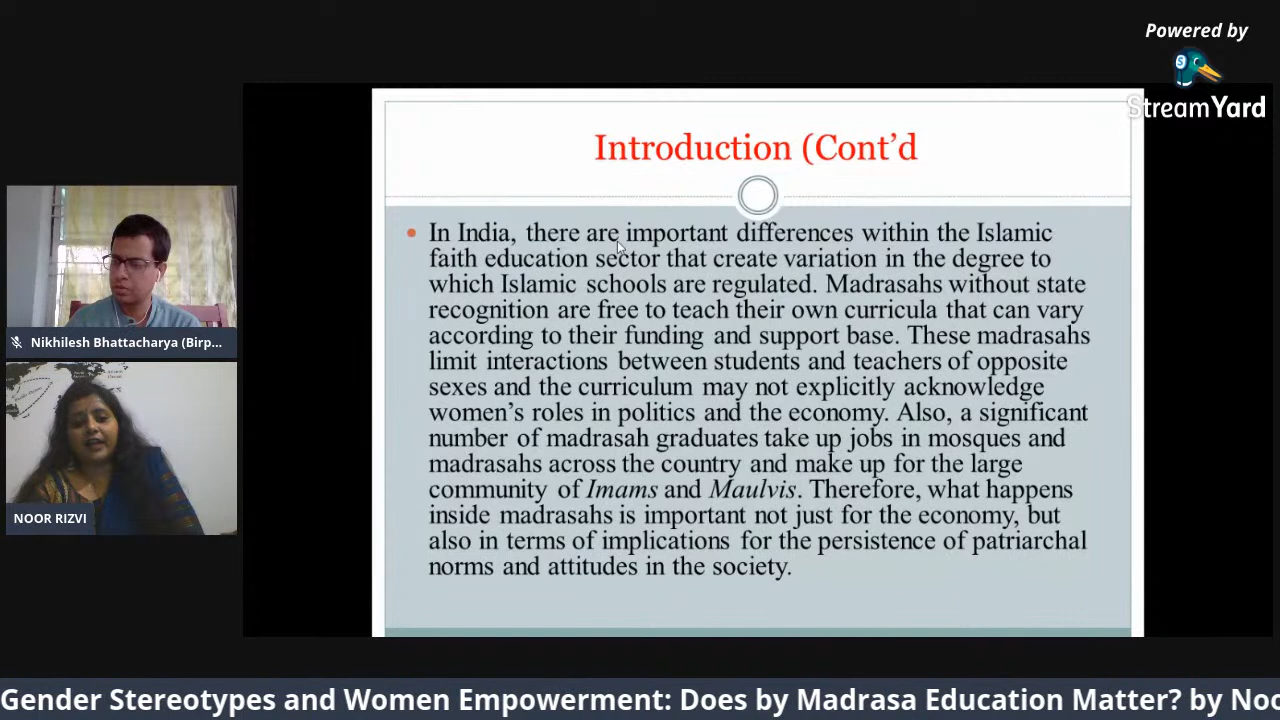 Powered by
StreamYard
Introduction (Cont’d
In India, there are important differences within the Islamic
faith education sector that create variation in the degree to
which Islamic schools are regulated. Madrasahs without state
recognition are free to teach their own curricula that can vary
according to their funding and support base. These madrasahs
limit interactions between students and teachers of opposite
sexes and the curriculum may not explicitly acknowledge
women’s roles in politics and the economy. Also, a significant
number of madrasah graduates take up jobs in mosques and
madrasahs across the country and make up for the large
community of Imams and Maulvis. Therefore, what happens
inside madrasahs is important not just for the economy, but
also in terms of implications for the persistence of patriarchal
norms and attitudes in the society.
Nikhilesh Bhattacharya (Birp...
NOOR RIZVI
Gender Stereotypes and Women Empowerment: Does by Madrasa Education Matter? by Noo